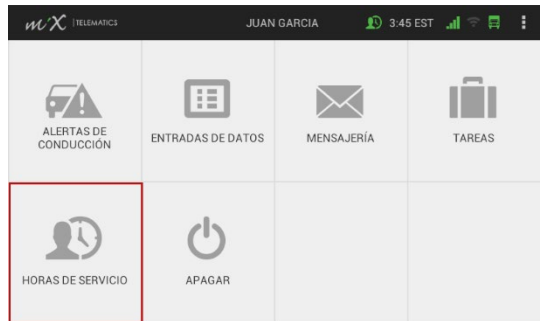 miX TELEMATICS
JUAN GARCIA
3:45 EST
ALERTAS DE
CONDUCCIÓN
ENTRADAS DE DATOS
MENSAJERÍA
TAREAS
HORAS DE SERVICIO
APAGAR